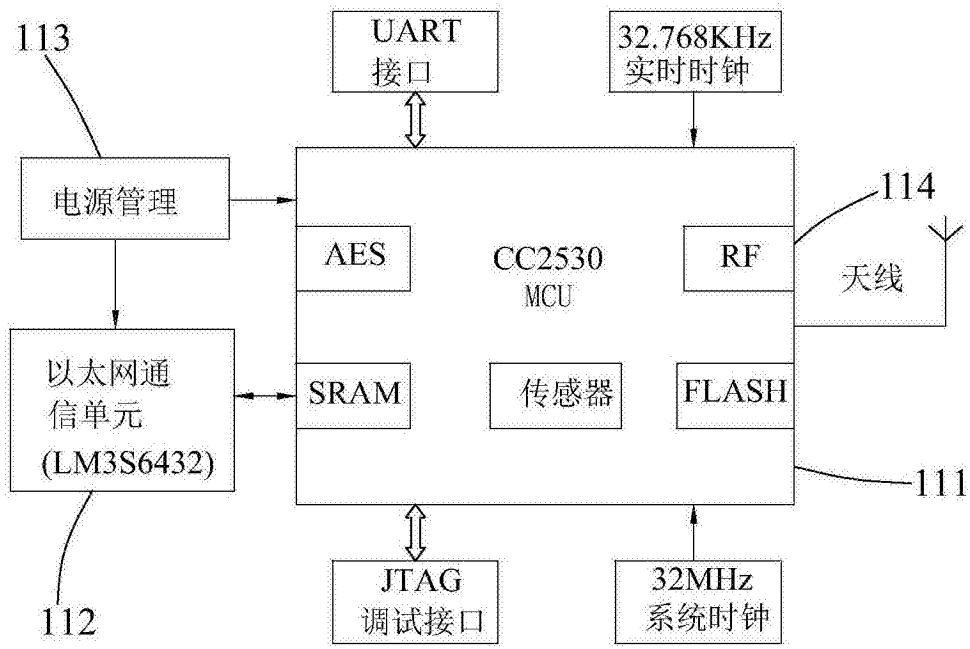 113
UART
接口
32.768KHz
实时时钟
电源管理
114
AES
CC2530
MCU
RF
天线
以太网通
信单元
(LM3S6432)
SRAM
传感器
FLASH
111
112
JTAG
调试接口
32MHz
系统时钟